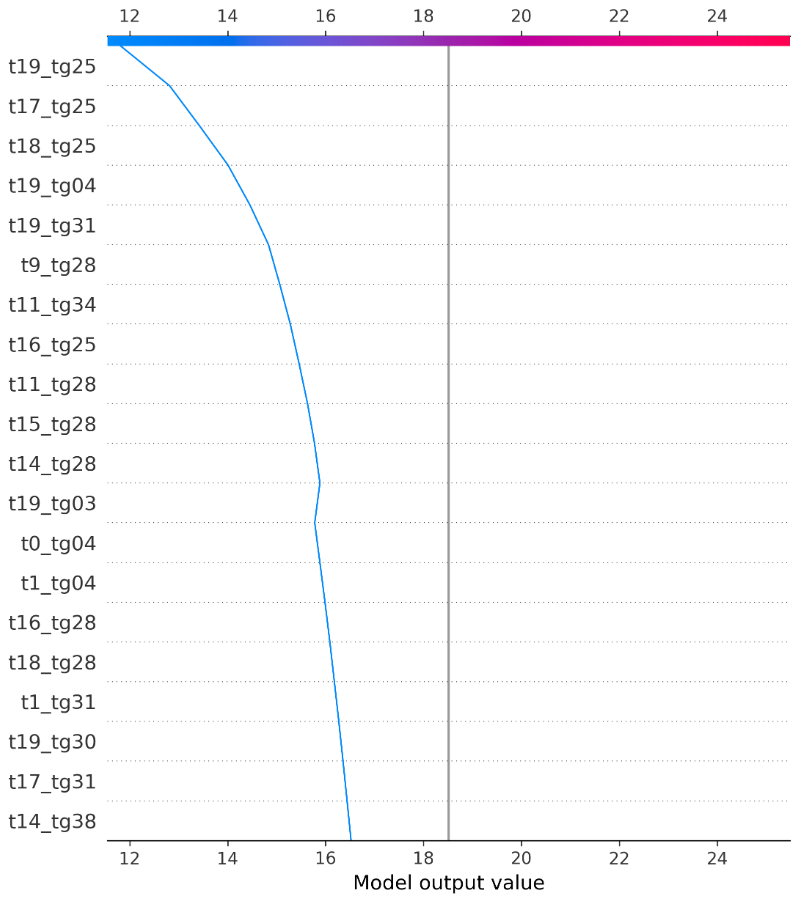 12 14 16 18 20 22 24
t19_tg25
t17_tg25
t18_tg25
t19_tg04
t19_tg31
t9_tg28
t11_tg34
t16_tg25
t11_tg28
t15_tg28
t14_tg28
t19_tg03
t0_tg04
t1_tg04
t16_tg28
t18_tg28
t1_tg31
t19_tg30
t17_tg31
t14_tg38
12 14 16 18 20 22 24
Model output value